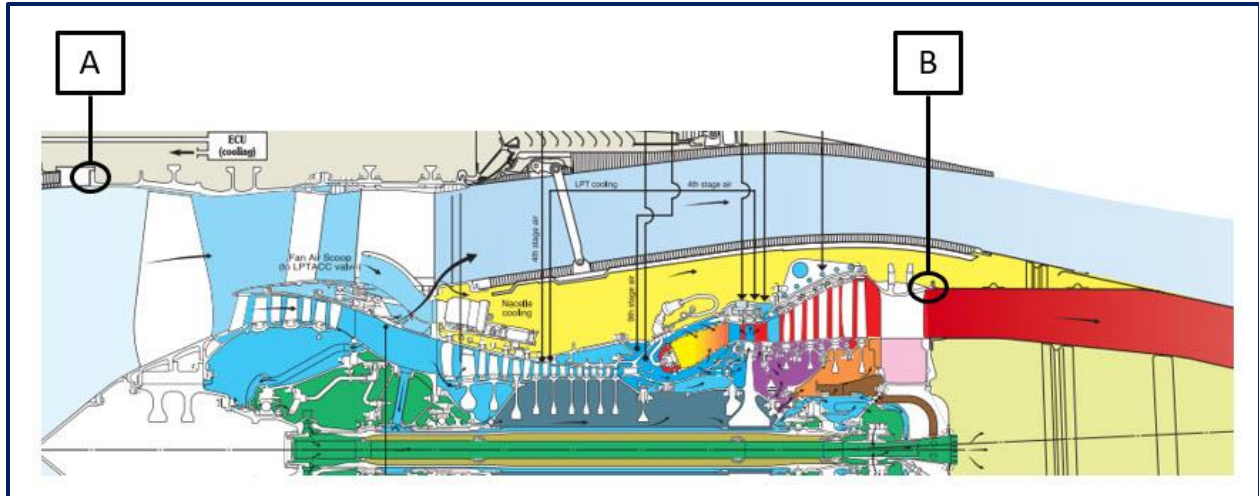 A
B
ECU
(cooling)
LPT cooling
4th stage air
4th stage air
Fan Air Scoop
(to LPTACC valve)
9th stage air
Nacelle
cooling